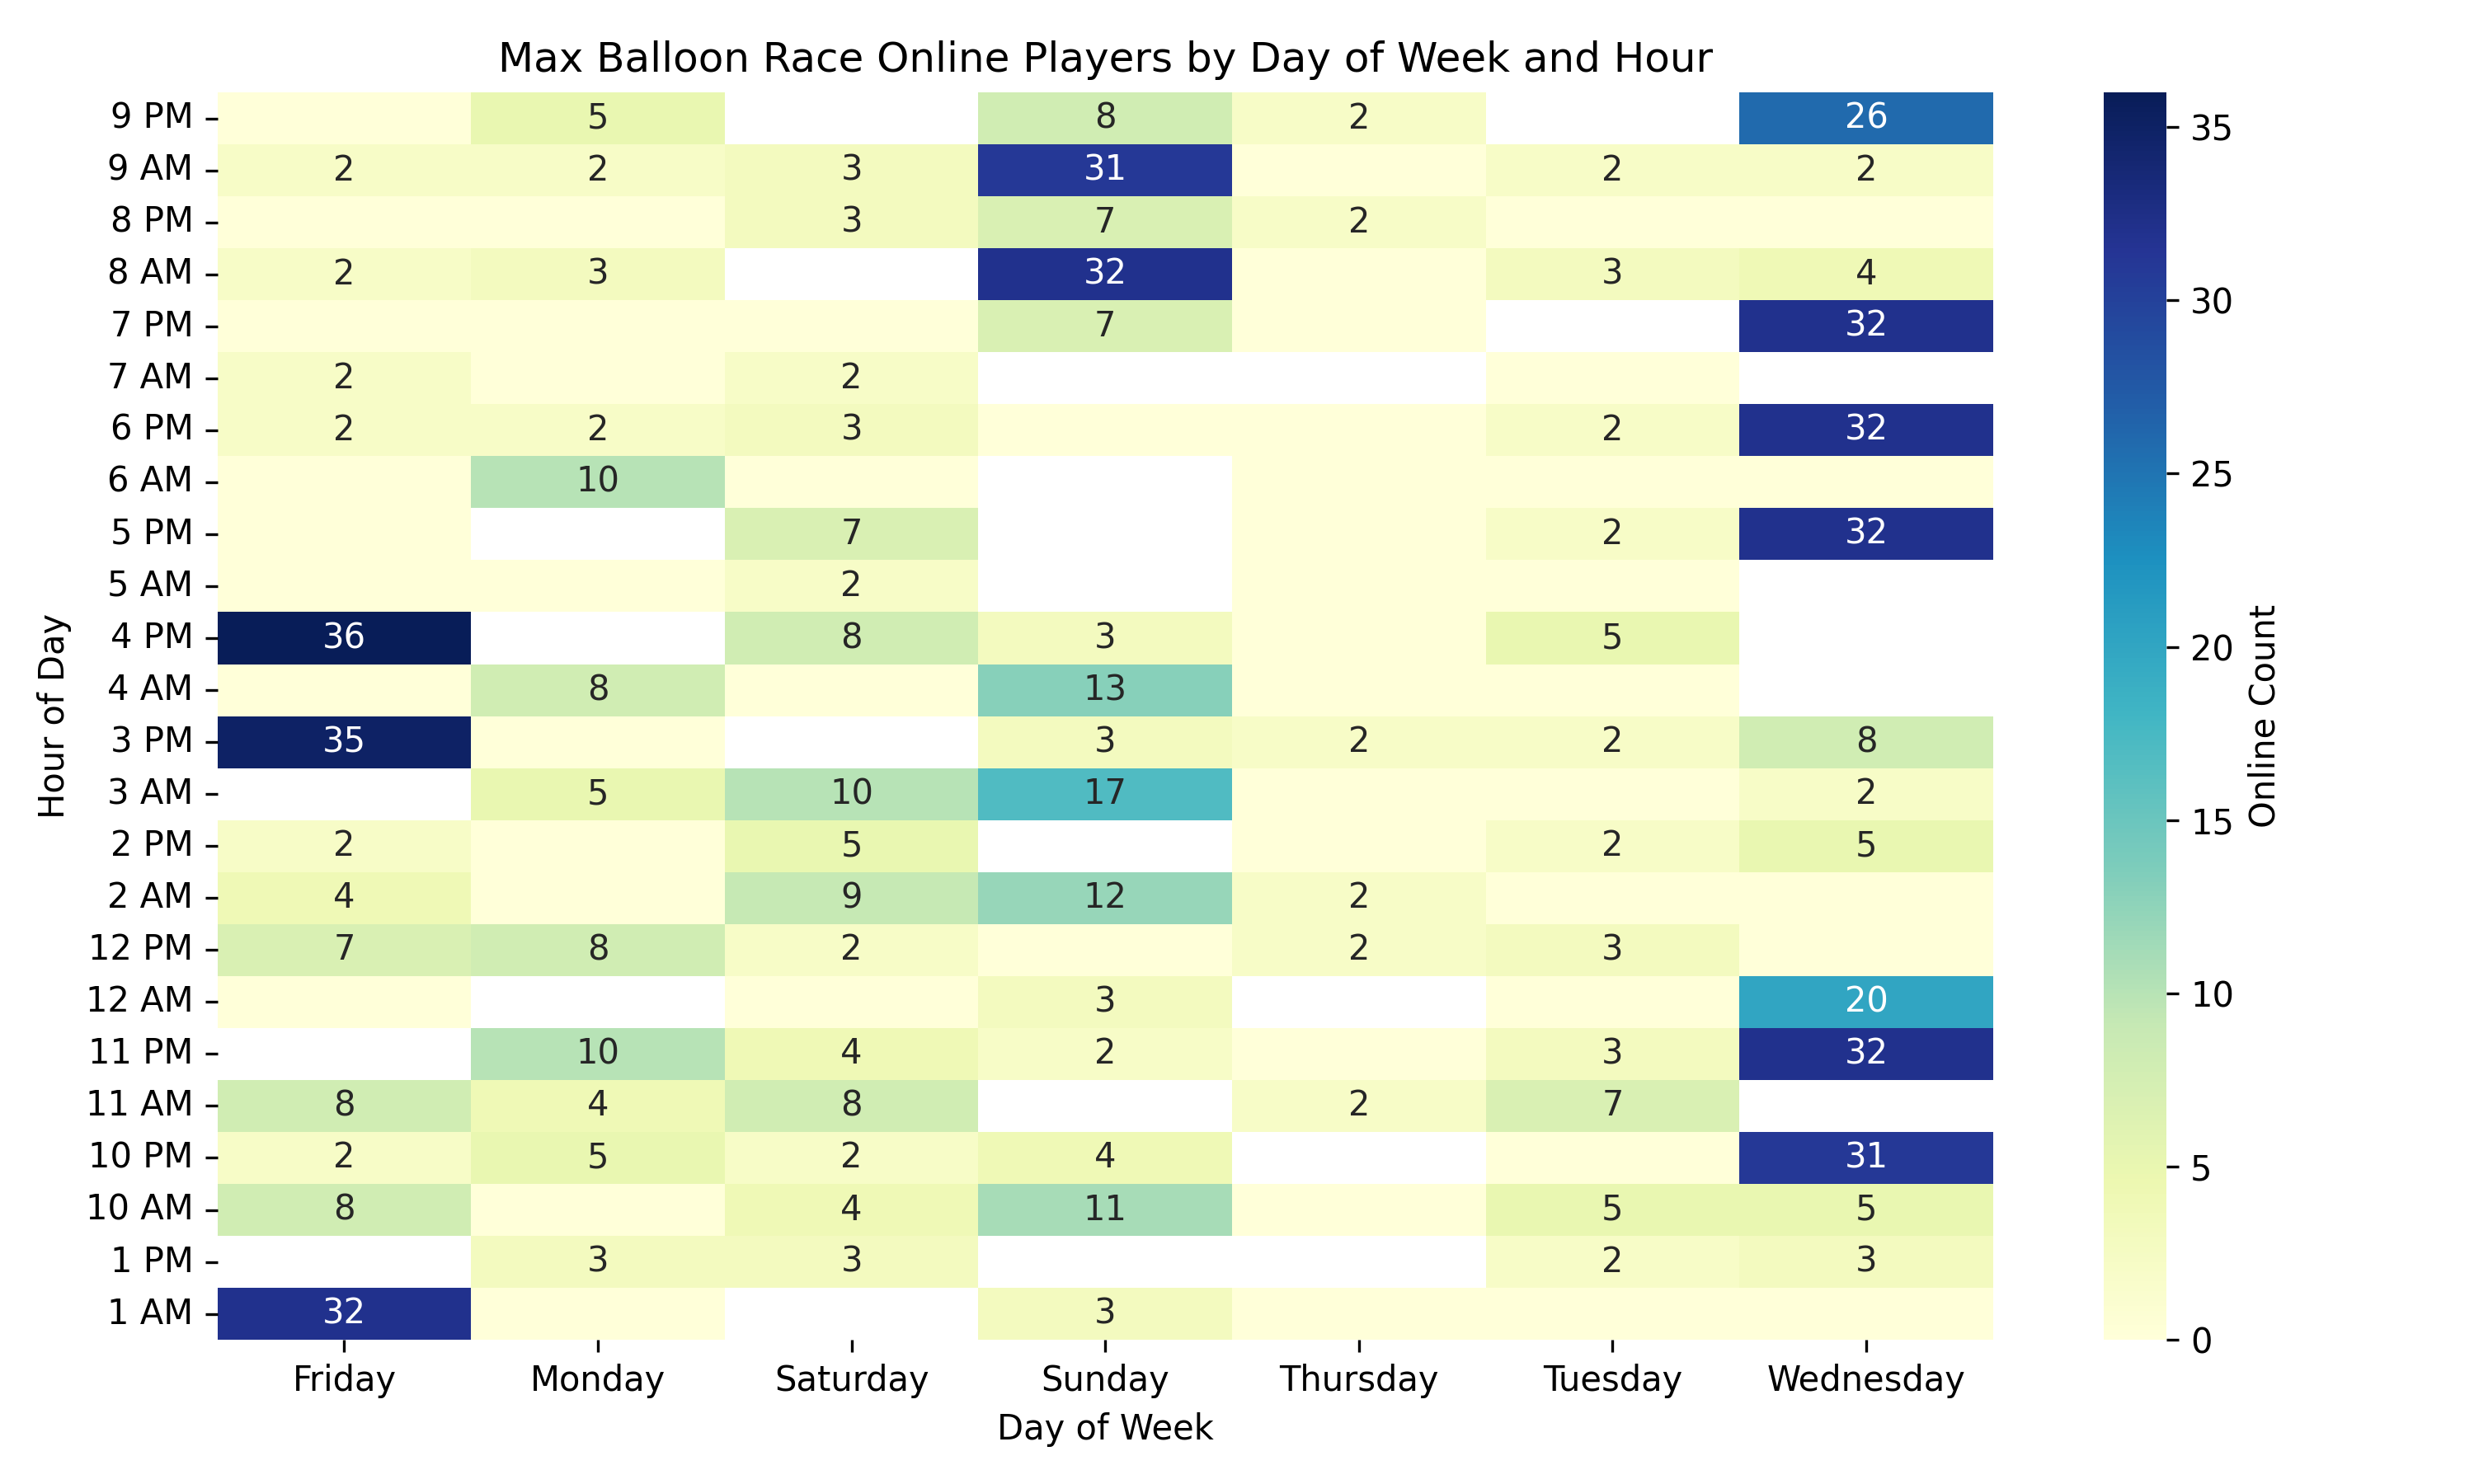 Max Balloon Race Online Players by Day of Week and Hour
9 PM 5 8 2 26
9 AM 2 2 3 31 2 2
8 PM 3 7 2
8 AM 2 3 32 3 4
7 PM 7 32
7 AM 2 2
6 PM 2 2 3 2 32
6 AM 10
5 PM 7 2 32
5 AM 2
4 PM 36 8 3 5
4 AM 8 13
3 PM 35 3 2 2 8
3 AM 5 10 17 2
2 PM 2 5 2 5
2 AM 4 9 12 2
12 PM 7 8 2 2 3
12 AM 3 20
11 PM 10 4 2 3 32
11 AM 8 4 8 2 7
10 PM 2 5 2 4 31
10 AM 8 4 11 5 5
1 PM 3 3 2 3
1 AM 32 3
Friday Monday Saturday Sunday Thursday Tuesday Wednesday
Day of Week
Hour of Day
35
30
25
20
15
10
5
0
Online Count